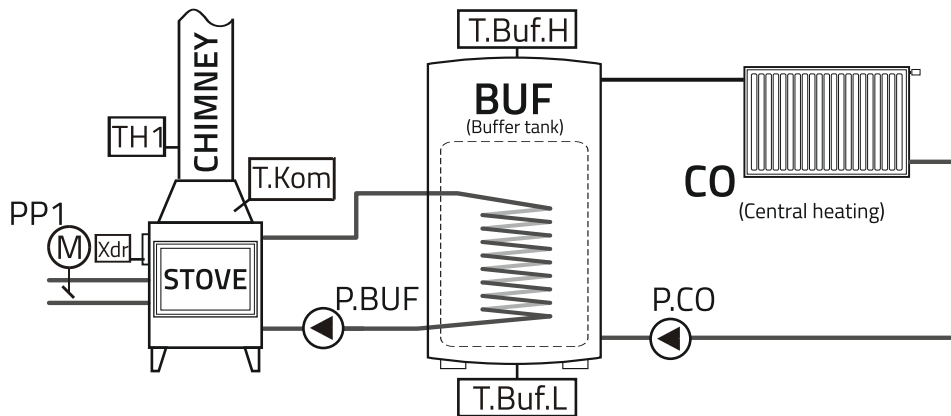 T.Buf.H
CHIMNEY
BUF
(Buffer tank)
TH1
T.Kom
CO
(Central heating)
PP1
M
Xdr
STOVE
P.BUF
P.CO
T.Buf.L